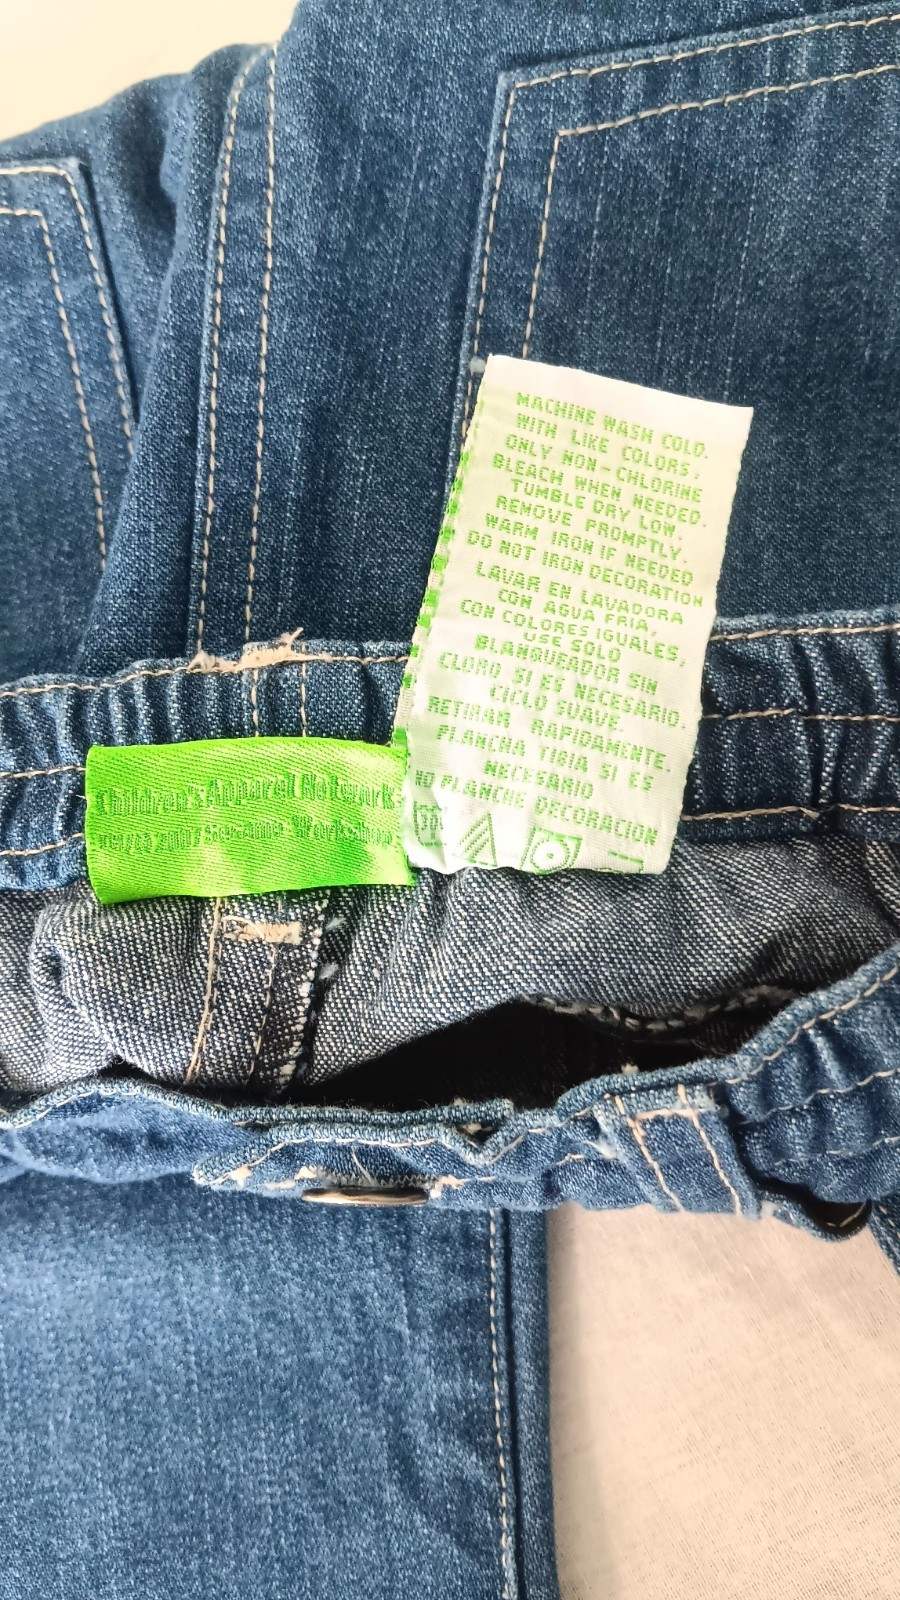 MACHINE WASH COLD.
WITH LIKE COLORS,
ONLY NON-CHLORINE
BLEACH WHEN NEEDED.
TUMBLE DRY LOW.
REMOVE PROMPTLY.
WARM IRON IF NEEDED
DO NOT IRON DECORATION
LAVAR EN LAVADORA
CON AGUA FRIA,
CON COLORES IGUALES,
USE SOLO
BLANQUEADOR SIN
CLORO SI ES NECESARIO.
CICLO SUAVE.
RETIRAR RAPIDAMENTE.
PLANCHA TIBIA SI ES
NECESARIO
NO PLANCHE DECORACION
30
Children's Apparel Network
2007 Sesame Workshop